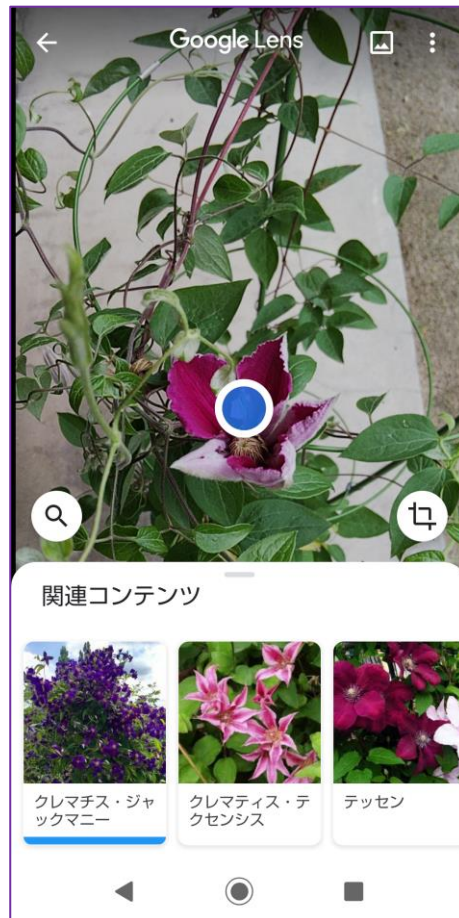 Google Lens
関連コンテンツ
クレマチス・ジャ
ックマニー
クレマティス・テ
クセンシス
テッセン